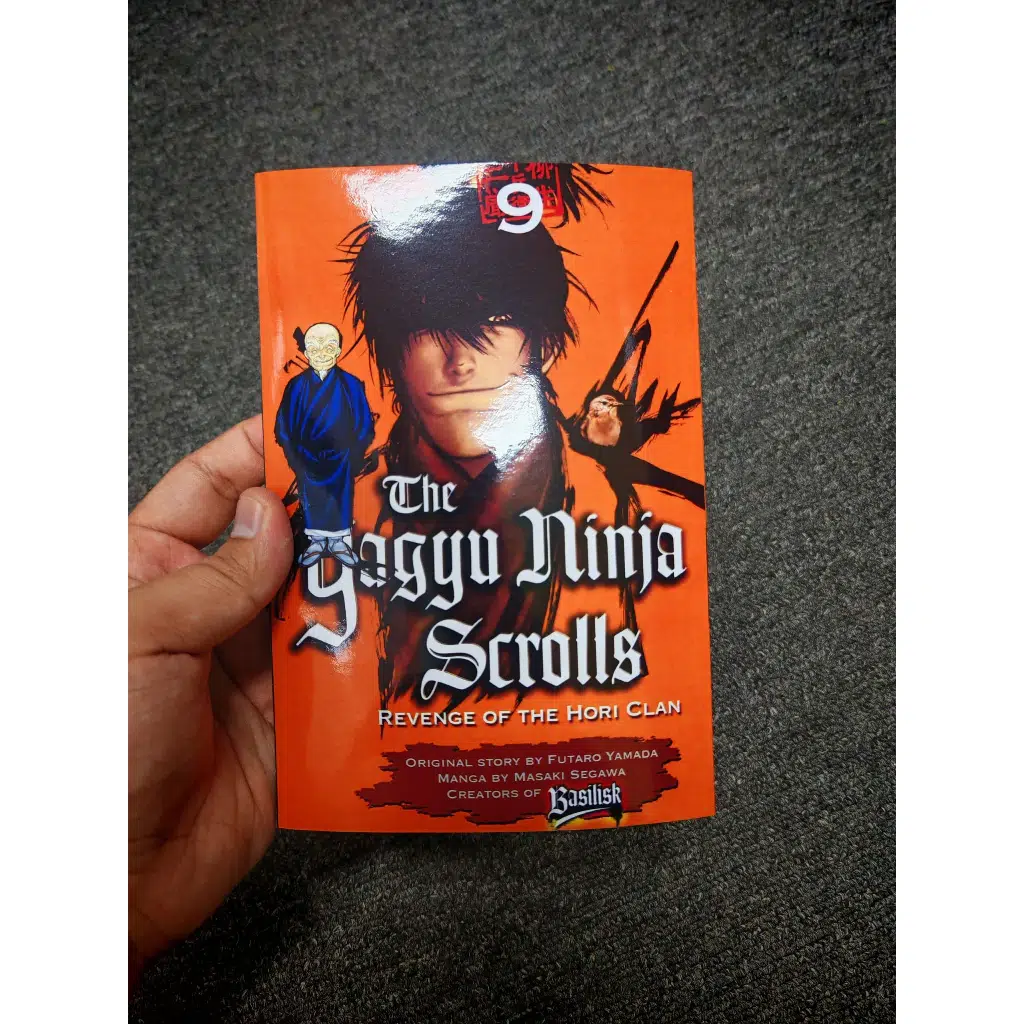 9
The
Yagyu Ninja
Scrolls
Revenge of the Hori Clan
Original story by Futaro Yamada
Manga by Masaki Segawa
Creators of Basilisk